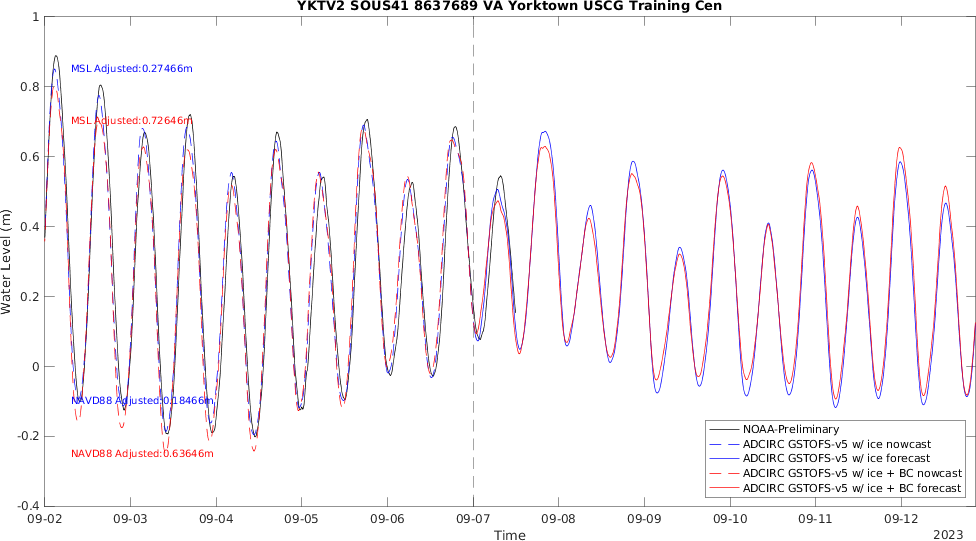 YKTV2 SOUS41 8637689 VA Yorktown USCG Training Cen
1
0.8
0.6
0.4
0.2
0
-0.2
-0.4
Water Level (m)
MSL Adjusted:0.27466m
MSL Adjusted:0.72646m
NAVD88 Adjusted:0.18466m
NAVD88 Adjusted:0.63646m
NOAA-Preliminary
ADCIRC GSTOFS-v5 w/ ice nowcast
ADCIRC GSTOFS-v5 w/ ice forecast
ADCIRC GSTOFS-v5 w/ ice + BC nowcast
ADCIRC GSTOFS-v5 w/ ice + BC forecast
09-02 09-03 09-04 09-05 09-06 09-07 09-08 09-09 09-10 09-11 09-12
Time
2023